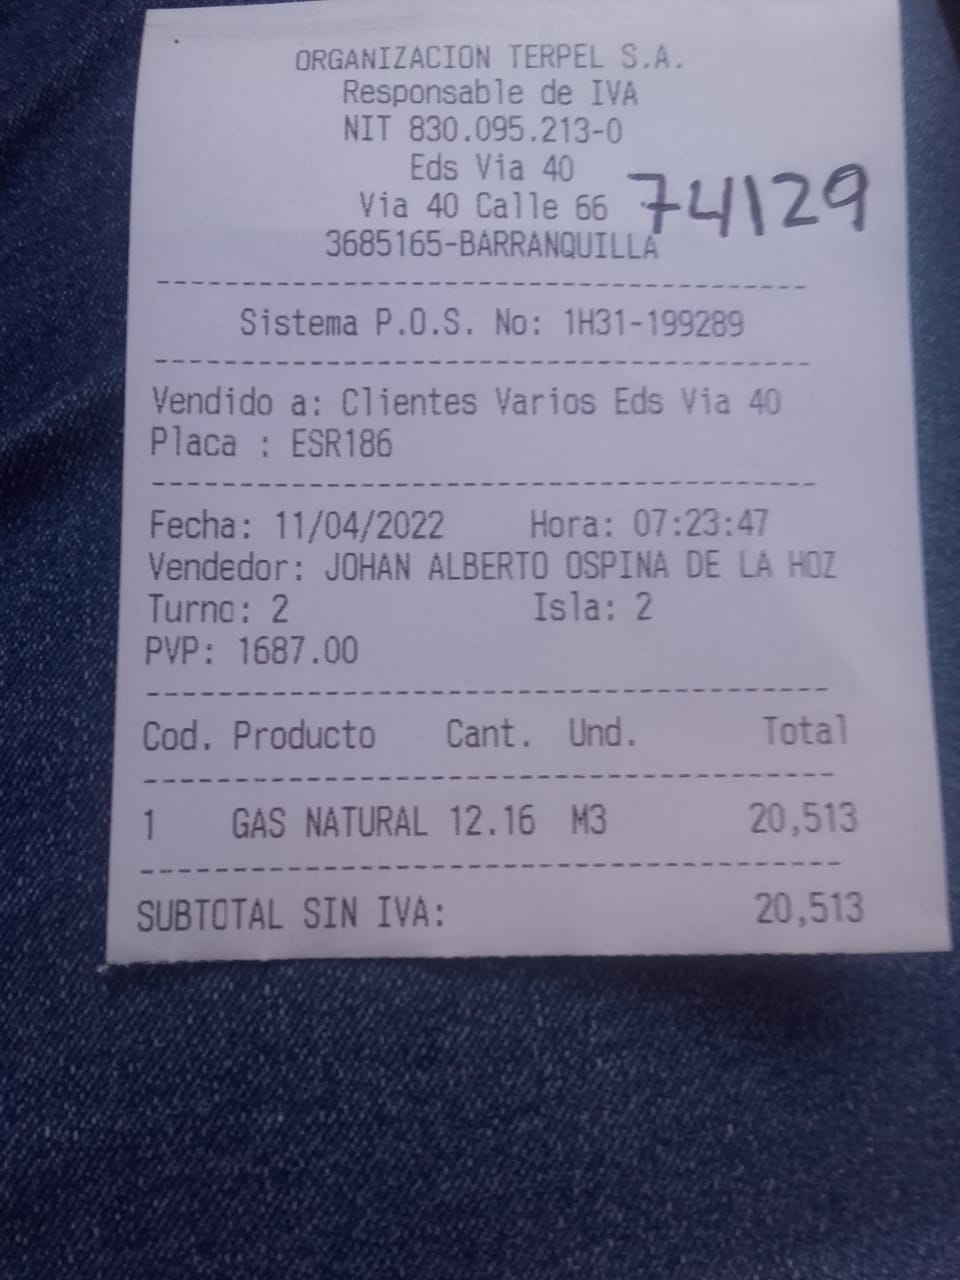 ORGANIZACION TERPEL S.A.
Responsable de IVA
NIT 830.095.213-0
Eds Via 40
Via 40 Calle 66
74129
3685165-BARRANQUILLA
------------------------------------
Sistema P.O.S. No: 1H31-199289
------------------------------------
Vendido a: Clientes Varios Eds Via 40
Placa : ESR186
------------------------------------
Fecha: 11/04/2022 Hora: 07:23:47
Vendedor: JOHAN ALBERTO OSPINA DE LA HOZ
Turno: 2 Isla: 2
PVP: 1687.00
------------------------------------
Cod. Producto Cant. Und. Total
------------------------------------
1 GAS NATURAL 12.16 M3 20,513
------------------------------------
SUBTOTAL SIN IVA: 20,513